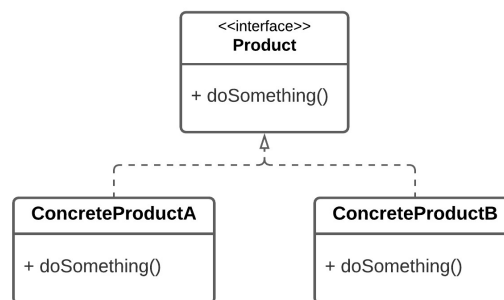 <<interface>>
Product
+ doSomething()
ConcreteProductA
ConcreteProductB
+ doSomething()
+ doSomething()